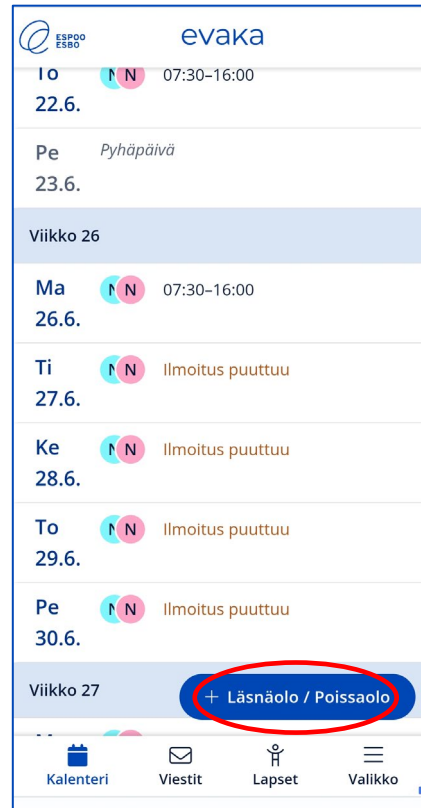 ESPOO
ESBO
evaka
To
N N 07:30–16:00
22.6.
Pe Pyhäpäivä
23.6.
Viikko 26
Ma N N 07:30–16:00
26.6.
Ti N N Ilmoitus puuttuu
27.6.
Ke N N Ilmoitus puuttuu
28.6.
To N N Ilmoitus puuttuu
29.6.
Pe N N Ilmoitus puuttuu
30.6.
Viikko 27
+ Läsnäolo / Poissaolo
Kalenteri Viestit Lapset Valikko